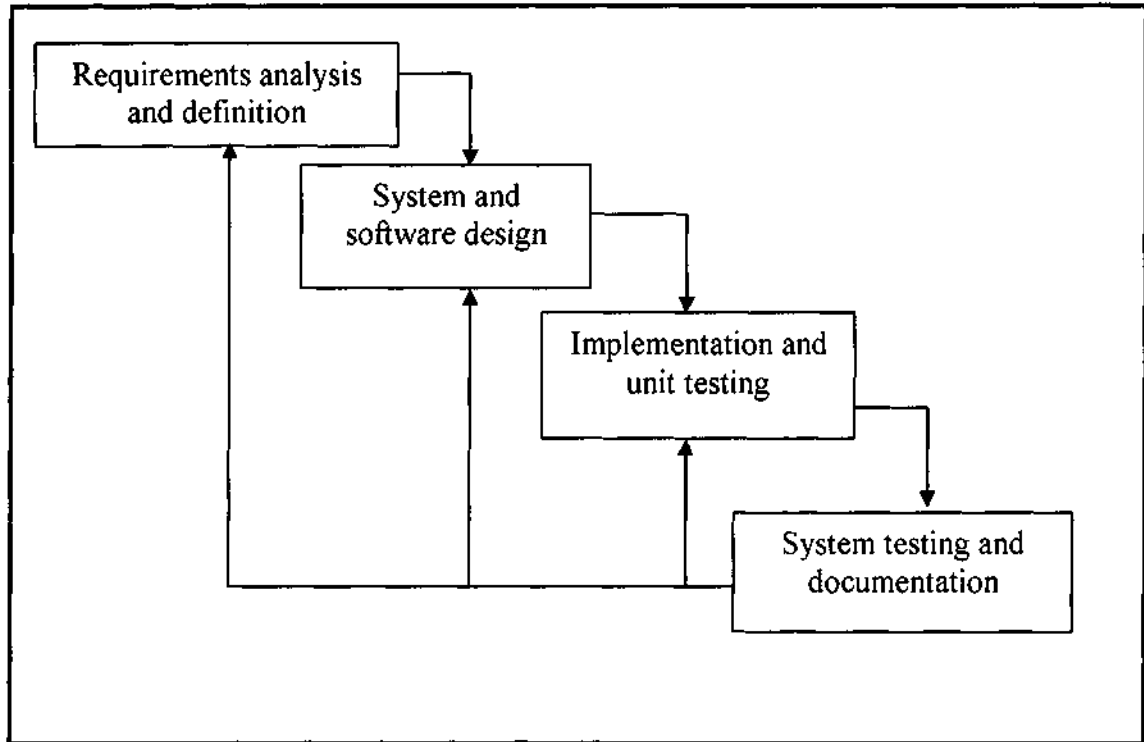 Requirements analysis
and definition
System and
software design
Implementation and
unit testing
System testing and
documentation